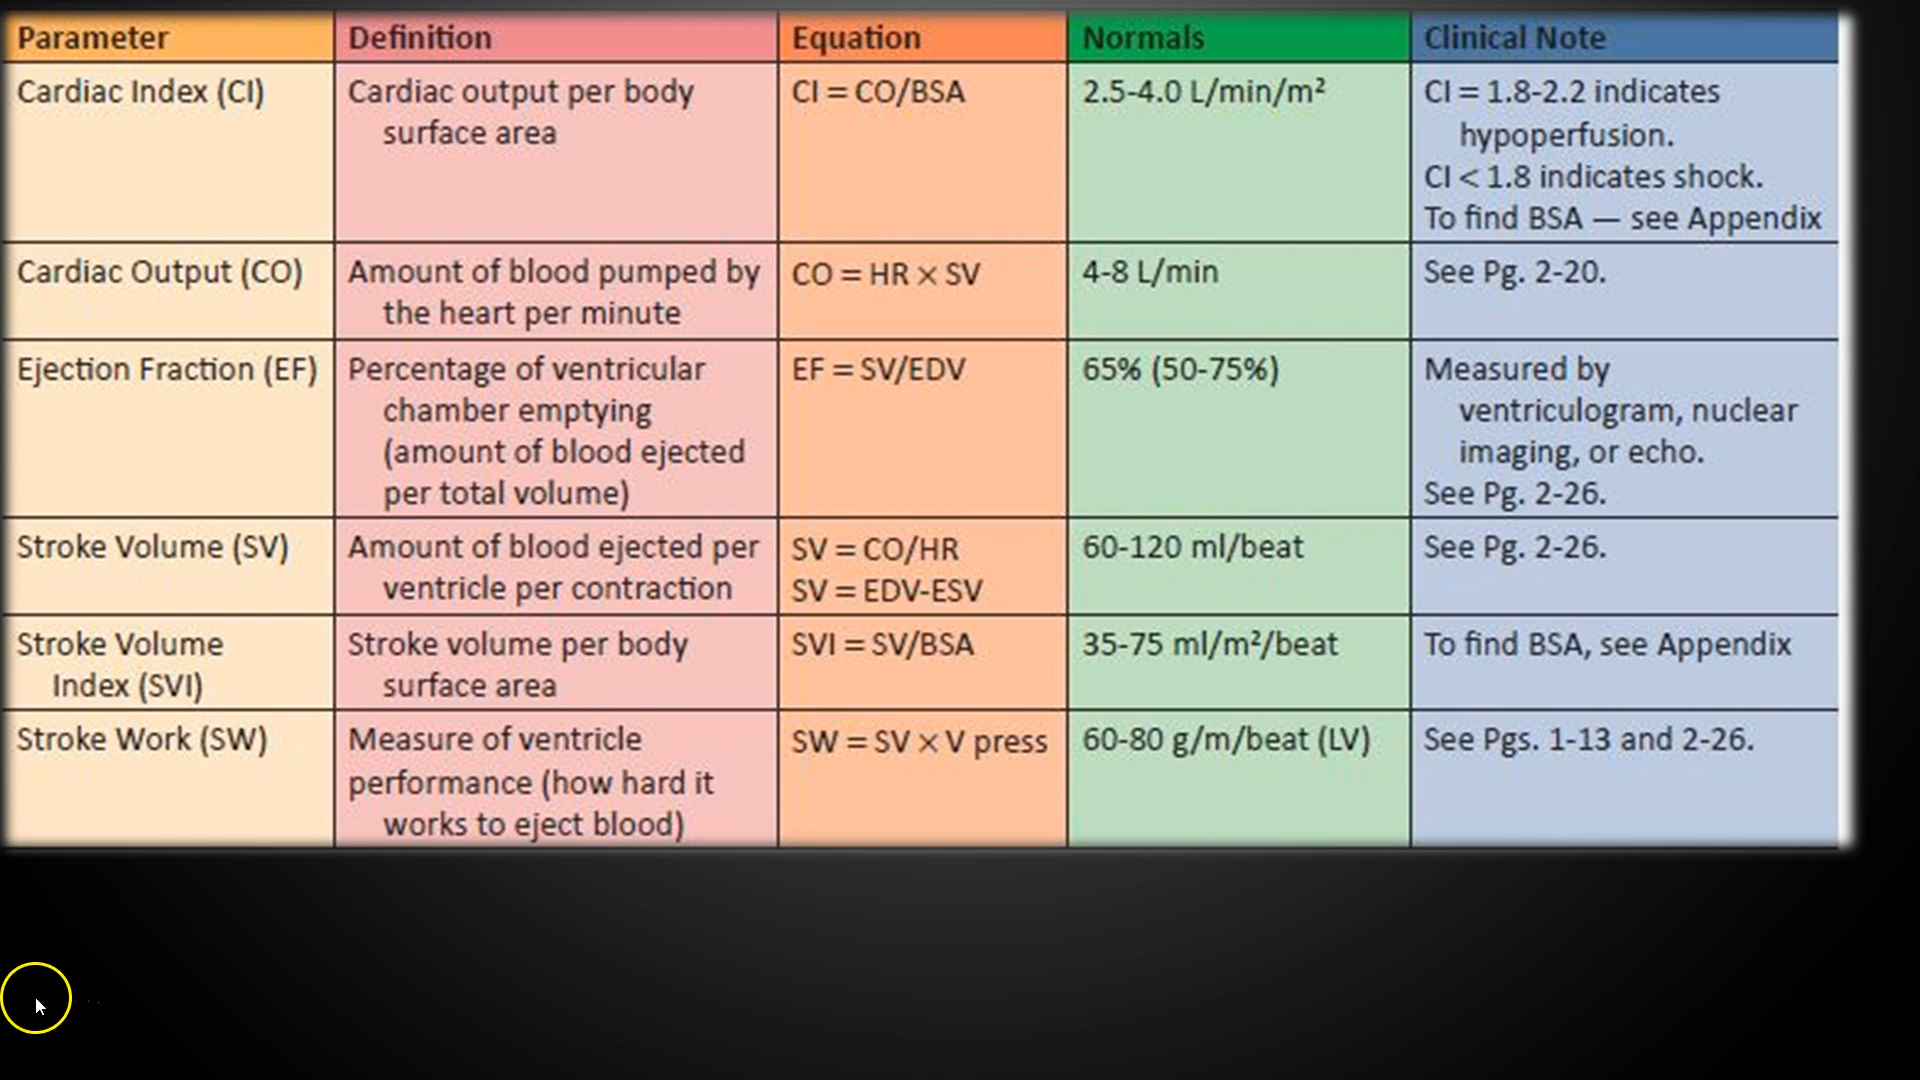 Parameter Definition Equation Normals Clinical Note
Cardiac Index (CI) Cardiac output per body CI = CO/BSA 2.5-4.0 L/min/m² CI = 1.8-2.2 indicates
surface area hypoperfusion.
CI < 1.8 indicates shock.
To find BSA — see Appendix
Cardiac Output (CO) Amount of blood pumped by CO = HR × SV 4-8 L/min See Pg. 2-20.
the heart per minute
Ejection Fraction (EF) Percentage of ventricular EF = SV/EDV 65% (50-75%) Measured by
chamber emptying ventriculogram, nuclear
(amount of blood ejected imaging, or echo.
per total volume) See Pg. 2-26.
Stroke Volume (SV) Amount of blood ejected per SV = CO/HR 60-120 ml/beat See Pg. 2-26.
ventricle per contraction SV = EDV-ESV
Stroke Volume Stroke volume per body SVI = SV/BSA 35-75 ml/m²/beat To find BSA, see Appendix
Index (SVI) surface area
Stroke Work (SW) Measure of ventricle SW = SV × V press 60-80 g/m/beat (LV) See Pgs. 1-13 and 2-26.
performance (how hard it
works to eject blood)